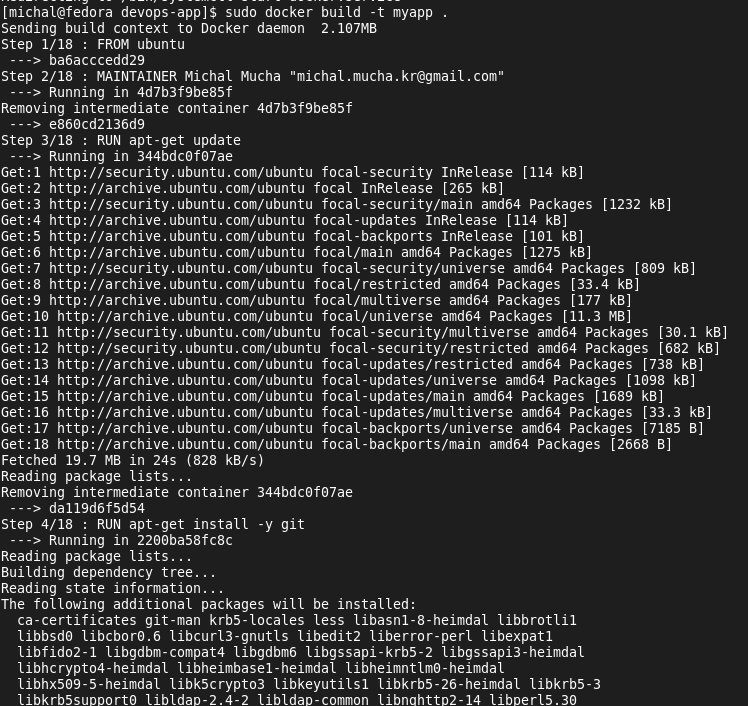 [michal@fedora devops-app]$ sudo docker build -t myapp .
Sending build context to Docker daemon  2.107MB
Step 1/18 : FROM ubuntu
 ---> ba6acccedd29
Step 2/18 : MAINTAINER Michal Mucha "michal.mucha.kr@gmail.com"
 ---> Running in 4d7b3f9be85f
Removing intermediate container 4d7b3f9be85f
 ---> e860cd2136d9
Step 3/18 : RUN apt-get update
 ---> Running in 344bdc0f07ae
Get:1 http://security.ubuntu.com/ubuntu focal-security InRelease [114 kB]
Get:2 http://archive.ubuntu.com/ubuntu focal InRelease [265 kB]
Get:3 http://security.ubuntu.com/ubuntu focal-security/main amd64 Packages [1232 kB]
Get:4 http://archive.ubuntu.com/ubuntu focal-updates InRelease [114 kB]
Get:5 http://archive.ubuntu.com/ubuntu focal-backports InRelease [101 kB]
Get:6 http://archive.ubuntu.com/ubuntu focal/main amd64 Packages [1275 kB]
Get:7 http://security.ubuntu.com/ubuntu focal-security/universe amd64 Packages [809 kB]
Get:8 http://archive.ubuntu.com/ubuntu focal/restricted amd64 Packages [33.4 kB]
Get:9 http://archive.ubuntu.com/ubuntu focal/multiverse amd64 Packages [177 kB]
Get:10 http://archive.ubuntu.com/ubuntu focal/universe amd64 Packages [11.3 MB]
Get:11 http://security.ubuntu.com/ubuntu focal-security/multiverse amd64 Packages [30.1 kB]
Get:12 http://security.ubuntu.com/ubuntu focal-security/restricted amd64 Packages [682 kB]
Get:13 http://archive.ubuntu.com/ubuntu focal-updates/restricted amd64 Packages [738 kB]
Get:14 http://archive.ubuntu.com/ubuntu focal-updates/universe amd64 Packages [1098 kB]
Get:15 http://archive.ubuntu.com/ubuntu focal-updates/main amd64 Packages [1689 kB]
Get:16 http://archive.ubuntu.com/ubuntu focal-updates/multiverse amd64 Packages [33.3 kB]
Get:17 http://archive.ubuntu.com/ubuntu focal-backports/universe amd64 Packages [7185 B]
Get:18 http://archive.ubuntu.com/ubuntu focal-backports/main amd64 Packages [2668 B]
Fetched 19.7 MB in 24s (828 kB/s)
Reading package lists...
Removing intermediate container 344bdc0f07ae
 ---> da119d6f5d54
Step 4/18 : RUN apt-get install -y git
 ---> Running in 2200ba58fc8c
Reading package lists...
Building dependency tree...
Reading state information...
The following additional packages will be installed:
  ca-certificates git-man krb5-locales less libasn1-8-heimdal libbrotli1
  libbsd0 libcbor0.6 libcurl3-gnutls libedit2 liberror-perl libexpat1
  libfido2-1 libgdbm-compat4 libgdbm6 libgssapi-krb5-2 libgssapi3-heimdal
  libhcrypto4-heimdal libheimbase1-heimdal libheimntlm0-heimdal
  libhx509-5-heimdal libk5crypto3 libkeyutils1 libkrb5-26-heimdal libkrb5-3
  libkrb5support0 libldap-2.4-2 libldap-common libnghttp2-14 libperl5.30